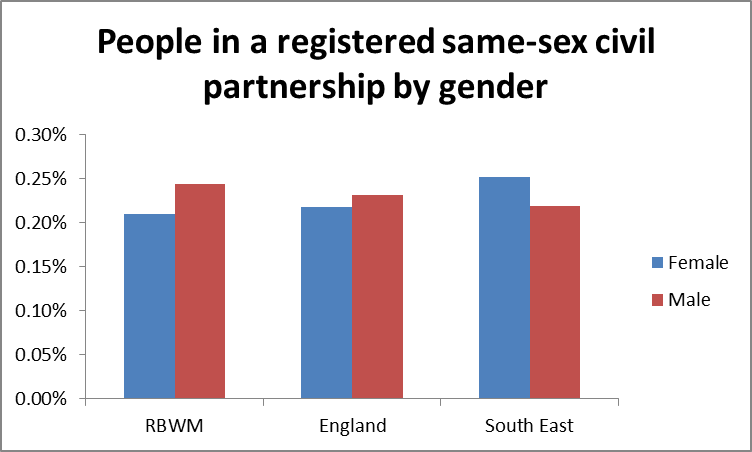 People in a registered same-sex civil
partnership by gender
0.30%
0.25%
0.20%
0.15%
0.10%
0.05%
0.00%
RBWM England South East
Female
Male